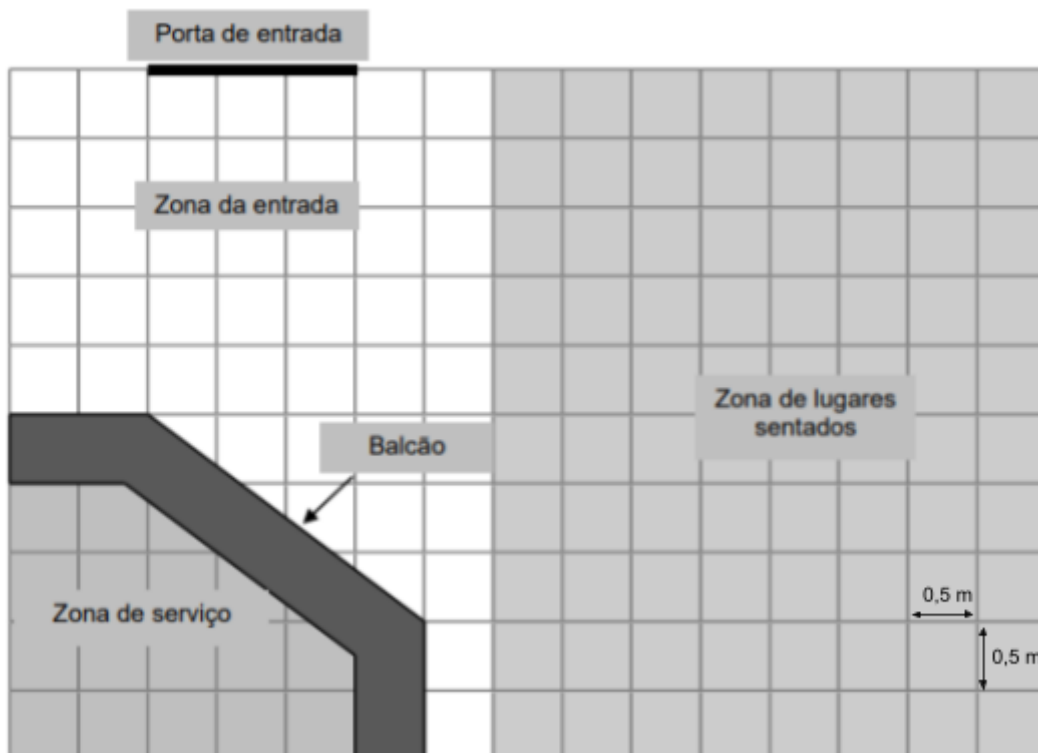 Porta de entrada
Zona da entrada
Zona de lugares
sentados
Balcão
Zona de serviço
0,5 m
0,5 m